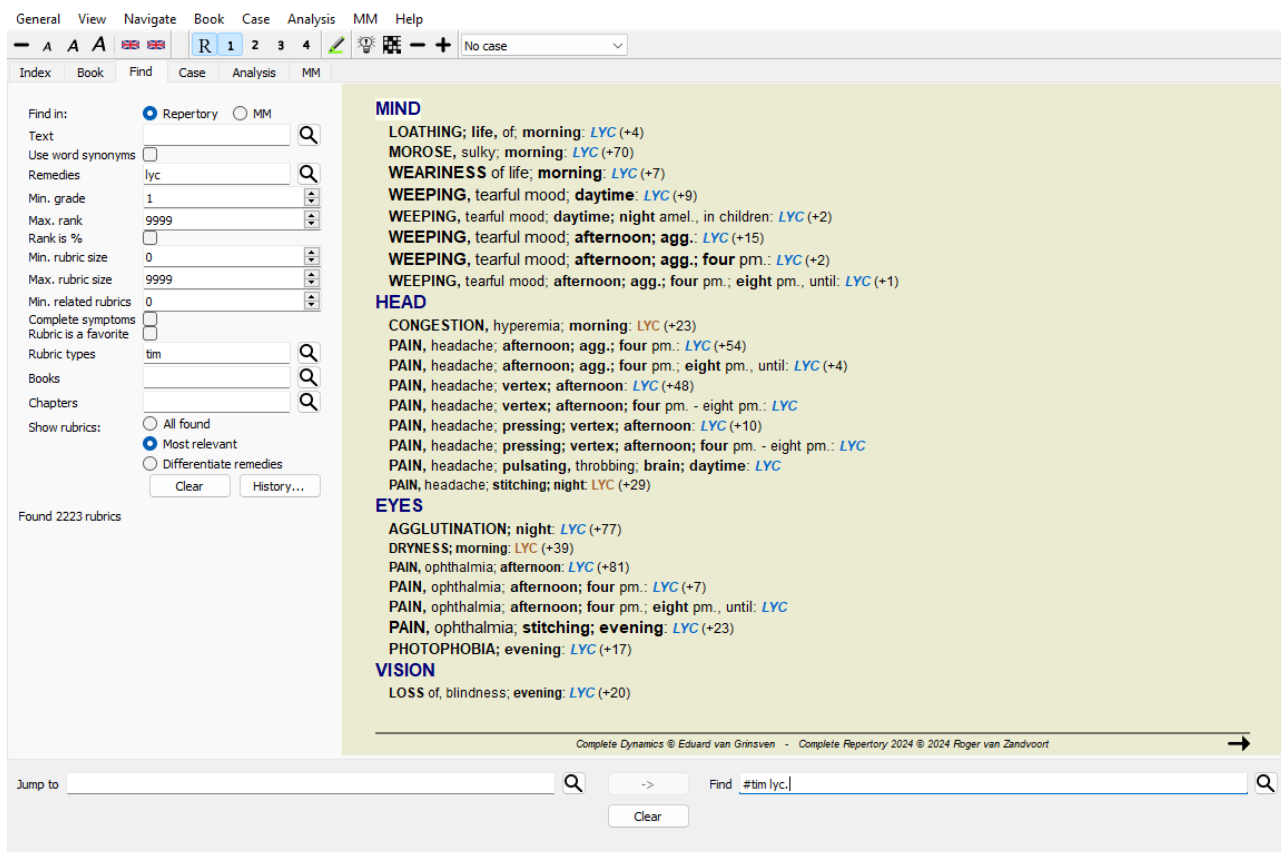 General View Navigate Book Case Analysis MM Help
A A A R 1 2 3 4 No case
Index Book Find Case Analysis MM
Find in: Repertory MM
Text
Use word synonyms
Remedies lyc
Min. grade 1
Max. rank 9999
Rank is %
Min. rubric size 0
Max. rubric size 9999
Min. related rubrics 0
Complete symptoms
Rubric is a favorite
Rubric types tim
Books
Chapters
Show rubrics: All found
Most relevant
Differentiate remedies
Clear History...
Found 2223 rubrics
MIND
LOATHING; life, of; morning: LYC (+4)
MOROSE, sulky; morning: LYC (+70)
WEARINESS of life; morning: LYC (+7)
WEEPING, tearful mood; daytime: LYC (+9)
WEEPING, tearful mood; daytime; night amel., in children: LYC (+2)
WEEPING, tearful mood; afternoon; agg.: LYC (+15)
WEEPING, tearful mood; afternoon; agg.; four pm.: LYC (+2)
WEEPING, tearful mood; afternoon; agg.; four pm.; eight pm., until: LYC (+1)
HEAD
CONGESTION, hyperemia; morning: LYC (+23)
PAIN, headache; afternoon; agg.; four pm.: LYC (+54)
PAIN, headache; afternoon; agg.; four pm.; eight pm., until: LYC (+4)
PAIN, headache; vertex; afternoon: LYC (+48)
PAIN, headache; vertex; afternoon; four pm. - eight pm.: LYC
PAIN, headache; pressing; vertex; afternoon: LYC (+10)
PAIN, headache; pressing; vertex; afternoon; four pm. - eight pm.: LYC
PAIN, headache; pulsating, throbbing; brain; daytime: LYC
PAIN, headache; stitching; night: LYC (+29)
EYES
AGGLUTINATION; night: LYC (+77)
DRYNESS; morning: LYC (+39)
PAIN, ophthalmia; afternoon: LYC (+81)
PAIN, ophthalmia; afternoon; four pm.: LYC (+7)
PAIN, ophthalmia; afternoon; four pm.; eight pm., until: LYC
PAIN, ophthalmia; stitching; evening: LYC (+23)
PHOTOPHOBIA; evening: LYC (+17)
VISION
LOSS of, blindness; evening: LYC (+20)
Complete Dynamics © Eduard van Grinsven - Complete Repertory 2024 © 2024 Roger van Zandvoort
Jump to -> Find #tim lyc.
Clear